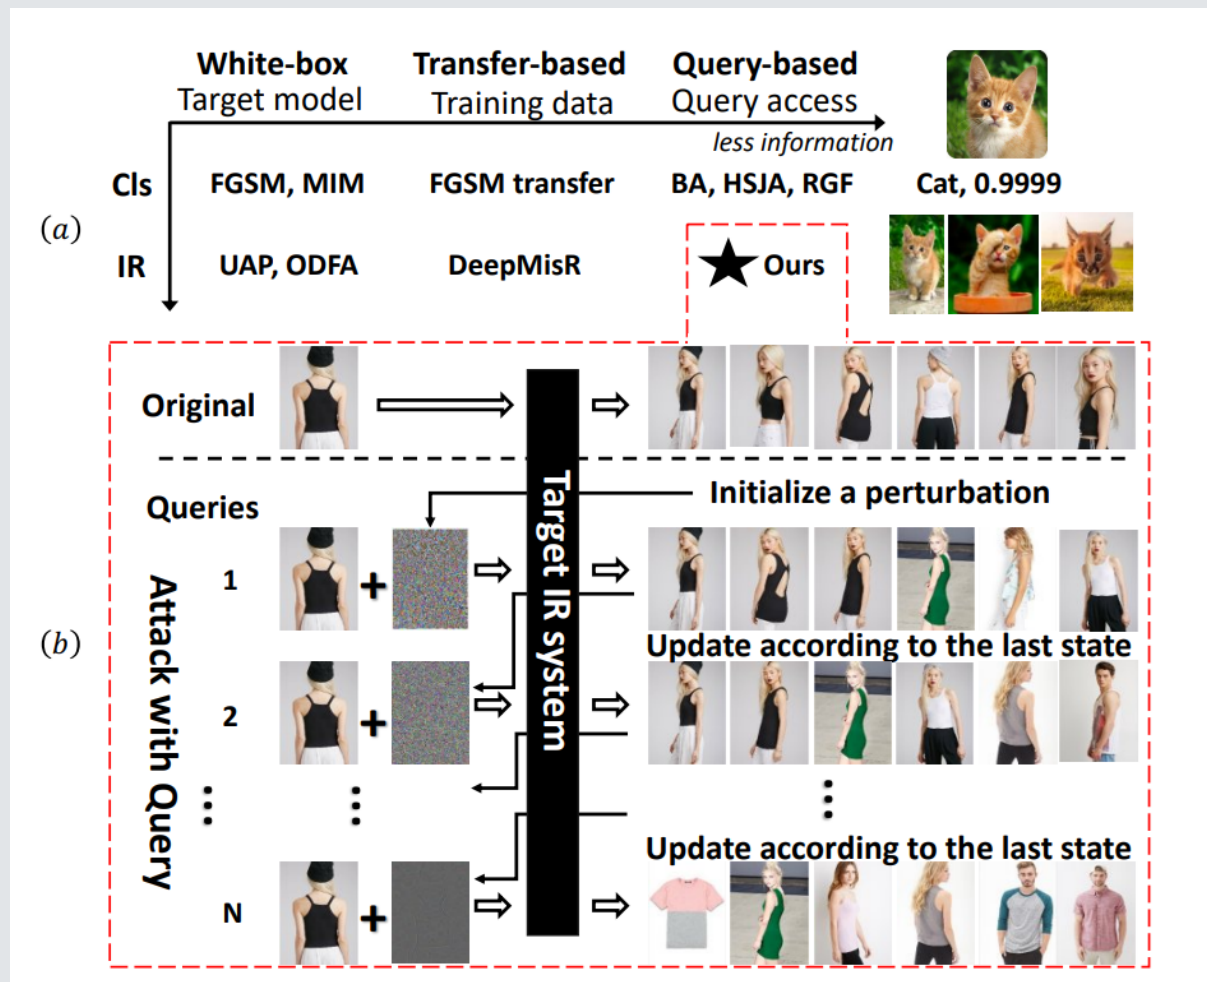 White-box Transfer-based Query-based
Target model Training data Query access
less information
Cls FGSM, MIM FGSM transfer BA, HSJA, RGF Cat, 0.9999
(a)
IR UAP, ODFA DeepMisR Ours
Original
Target IR system
Queries Initialize a perturbation
Attack with Query
1 +
Update according to the last state
(b)
2 +
Update according to the last state
N +